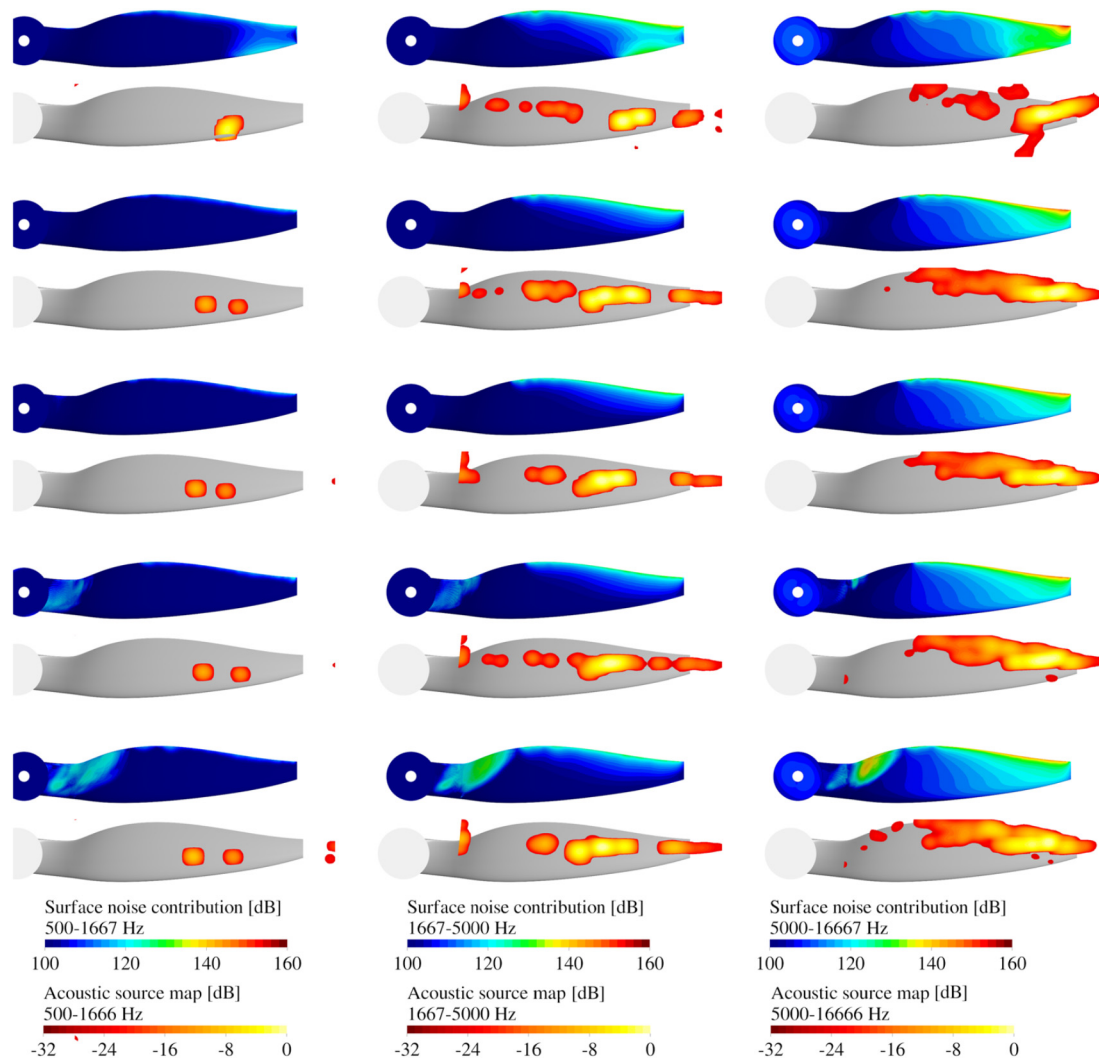 Surface noise contribution [dB]
500-1667 Hz
100 120 140 160
Acoustic source map [dB]
500-1666 Hz
-32 -24 -16 -8 0
Surface noise contribution [dB]
1667-5000 Hz
100 120 140 160
Acoustic source map [dB]
1667-5000 Hz
-32 -24 -16 -8 0
Surface noise contribution [dB]
5000-16667 Hz
100 120 140 160
Acoustic source map [dB]
5000-16666 Hz
-32 -24 -16 -8 0